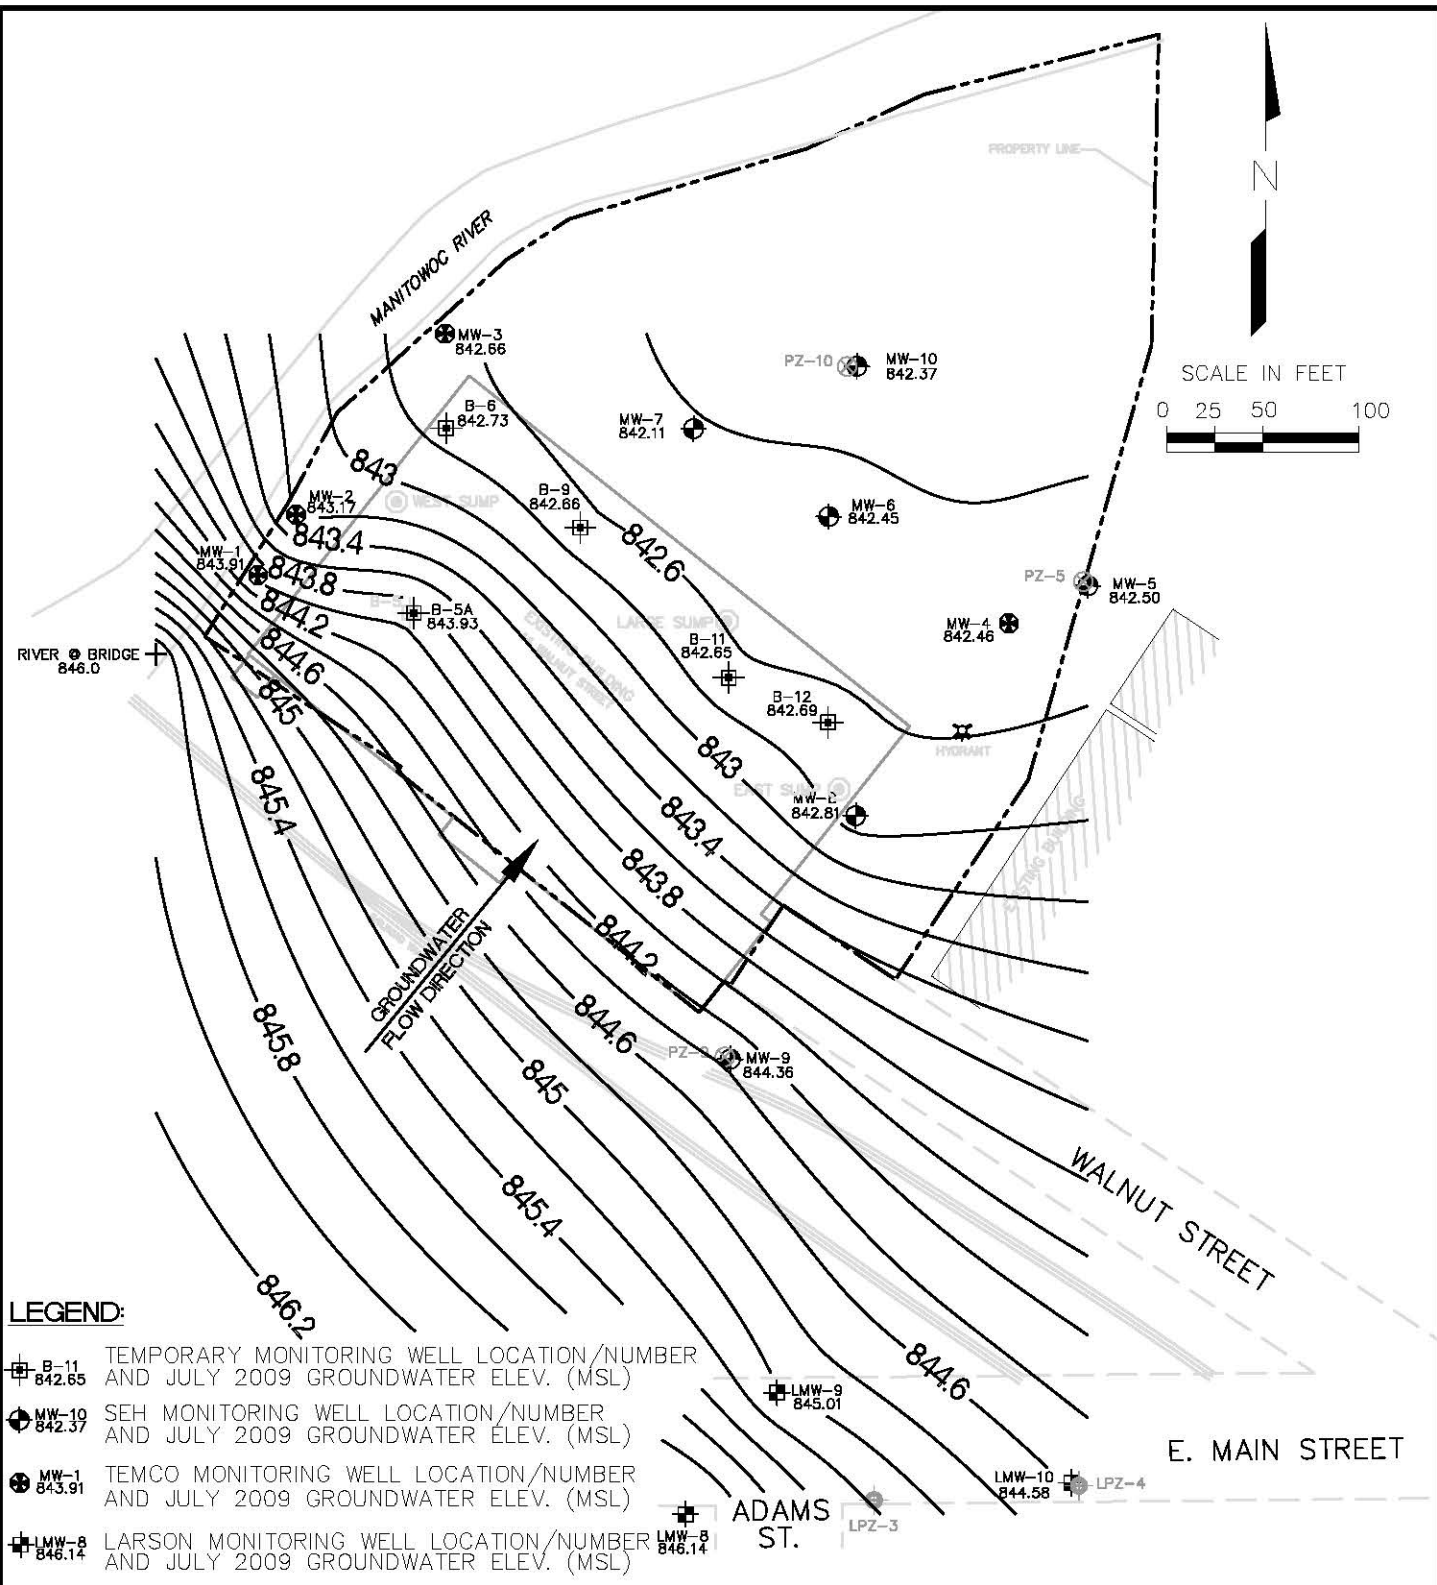 PROPERTY LINE
N
MANITOWOC RIVER
MW-3
842.66
PZ-10
MW-10
842.37
SCALE IN FEET
0 25 50 100
B-6
842.73
MW-7
842.11
843
B-9
842.66
WEST SUMP
MW-2
843.17
MW-6
842.45
843.4
842.6
MW-1
843.91
843.8
PZ-5
MW-5
842.50
844.2
B-5A
843.93
LARGE SUMP
MW-4
842.46
B-11
842.65
844.6
RIVER @ BRIDGE
846.0
EXISTING BUILDING
WALNUT STREET
845
B-12
842.69
843
HYDRANT
EAST SUMP
845.4
842.81
843.4
EXISTING BUILDING
843.8
GROUNDWATER
FLOW DIRECTION
844.2
845.8
844.6
PZ-9
MW-9
844.36
845
WALNUT STREET
845.4
846.2
844.6
LMW-9
845.01
E. MAIN STREET
LMW-10
844.58
LPZ-4
LPZ-3
ADAMS
ST.
LMW-8
846.14
LEGEND:
B-11
842.65
TEMPORARY MONITORING WELL LOCATION/NUMBER
AND JULY 2009 GROUNDWATER ELEV. (MSL)
MW-10
842.37
SEH MONITORING WELL LOCATION/NUMBER
AND JULY 2009 GROUNDWATER ELEV. (MSL)
MW-1
843.91
TEMCO MONITORING WELL LOCATION/NUMBER
AND JULY 2009 GROUNDWATER ELEV. (MSL)
LMW-8
846.14
LARSON MONITORING WELL LOCATION/NUMBER
AND JULY 2009 GROUNDWATER ELEV. (MSL)